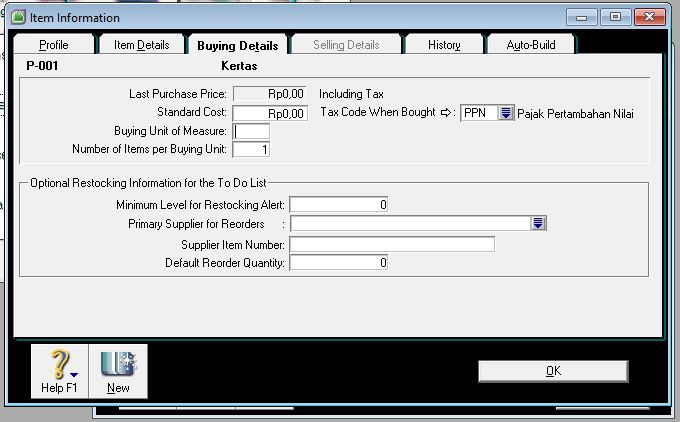 Item Information
Profile Item Details Buying Details Selling Details History Auto-Build
P-001 Kertas
Last Purchase Price: Rp0,00 Including Tax
Standard Cost: Rp0,00 Tax Code When Bought ⇨: PPN Pajak Pertambahan Nilai
Buying Unit of Measure:
Number of Items per Buying Unit: 1
Optional Restocking Information for the To Do List
Minimum Level for Restocking Alert: 0
Primary Supplier for Reorders :
Supplier Item Number:
Default Reorder Quantity: 0
Help F1 New OK